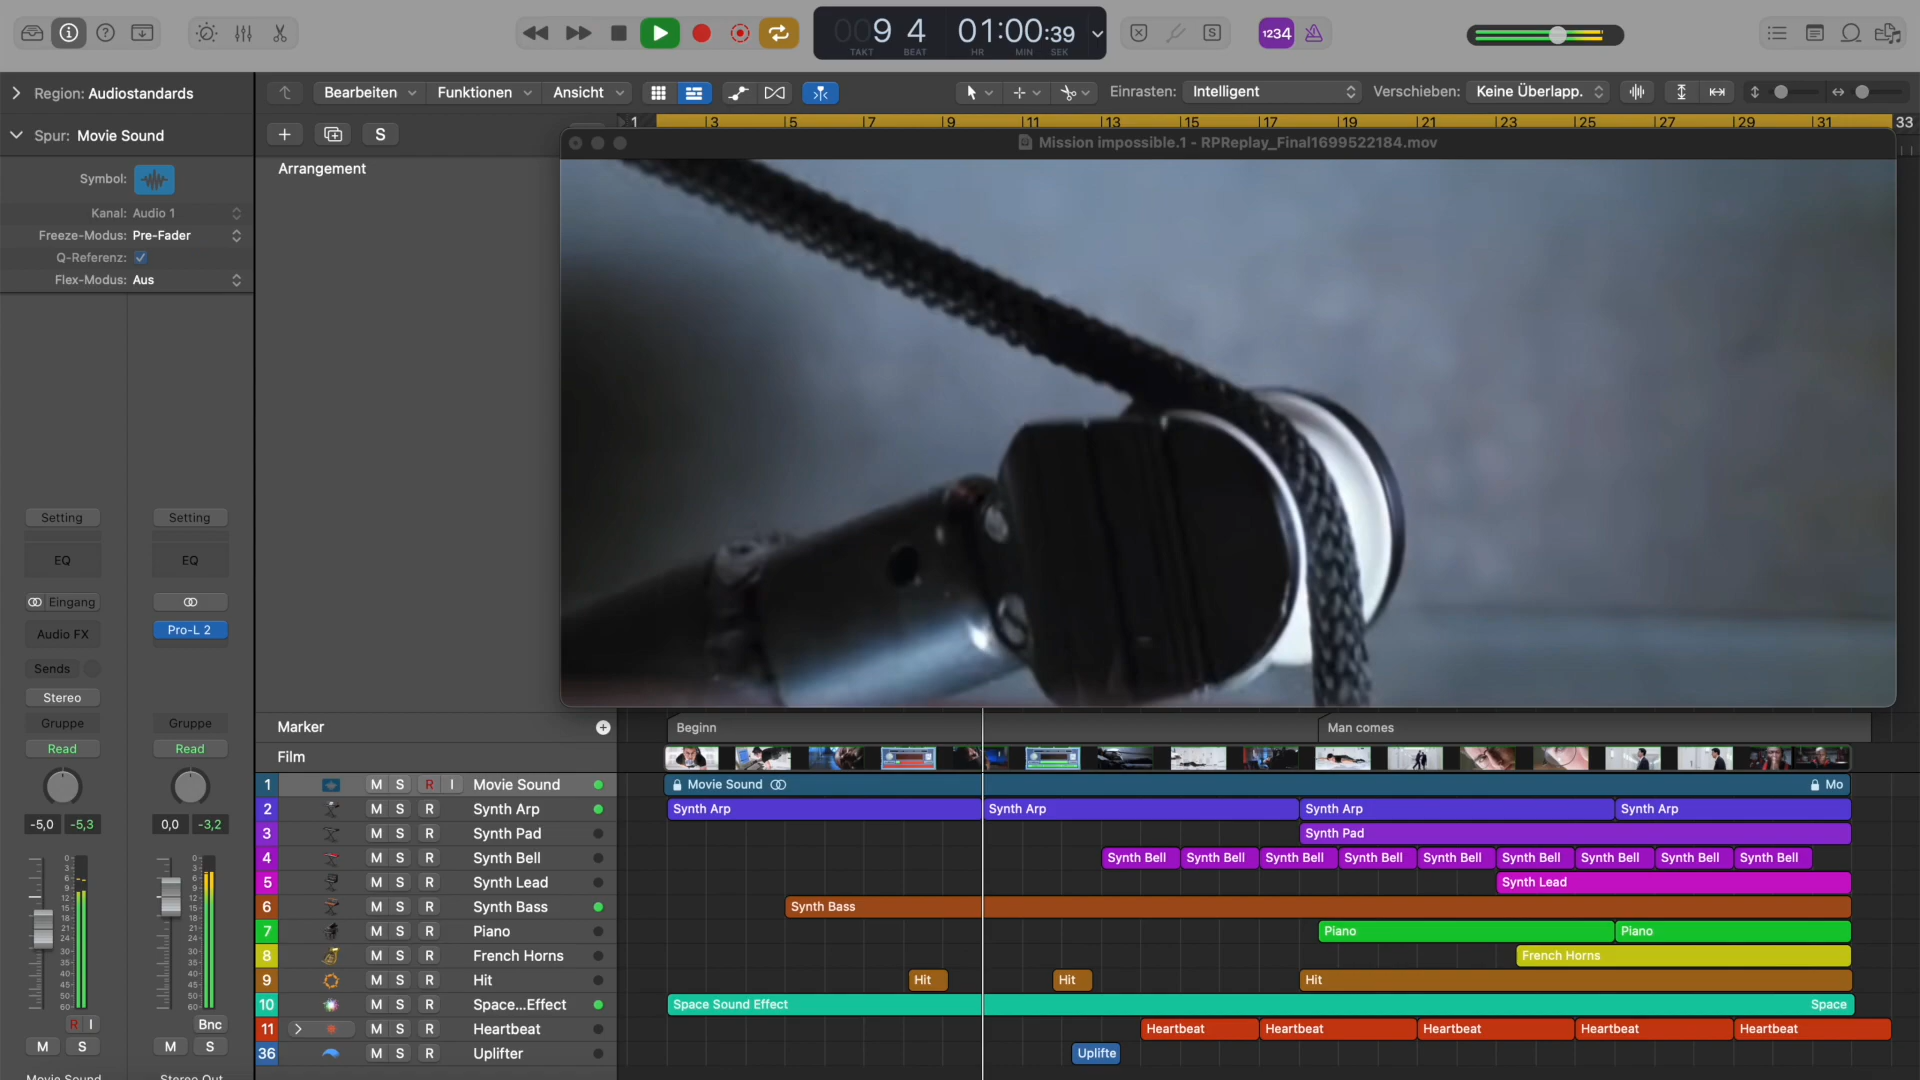 009 4
TAKT BEAT
01:00:39
HR MIN SEK
1234
Region: Audiostandards
Bearbeiten Funktionen Ansicht
Einrasten: Intelligent Verschieben: Keine Überlapp.
Spur: Movie Sound
S
1 3 5 7 9 11 13 15 17 19 21 23 25 27 29 31 33
Mission impossible.1 - RPReplay_Final1699522184.mov
Arrangement
Symbol:
Kanal: Audio 1
Freeze-Modus: Pre-Fader
Q-Referenz:
Flex-Modus: Aus
Setting Setting
EQ EQ
Eingang
Audio FX Pro-L 2
Sends
Stereo
Gruppe Gruppe
Read Read
-5,0 -5,3 0,0 -3,2
R I Bnc
M S M S
Movie Sound Stereo Out
Marker Beginn Man comes
Film
1 M S R I Movie Sound Movie Sound Mo
2 M S R Synth Arp Synth Arp Synth Arp Synth Arp Synth Arp
3 M S R Synth Pad Synth Pad
4 M S R Synth Bell Synth Bell Synth Bell Synth Bell Synth Bell Synth Bell Synth Bell Synth Bell Synth Bell Synth Bell
5 M S R Synth Lead Synth Lead
6 M S R Synth Bass Synth Bass
7 M S R Piano Piano Piano
8 M S R French Horns French Horns
9 M S R Hit Hit Hit Hit
10 M S R Space...Effect Space Sound Effect Space
11 M S R Heartbeat Heartbeat Heartbeat Heartbeat Heartbeat Heartbeat
36 M S R Uplifter Uplifte